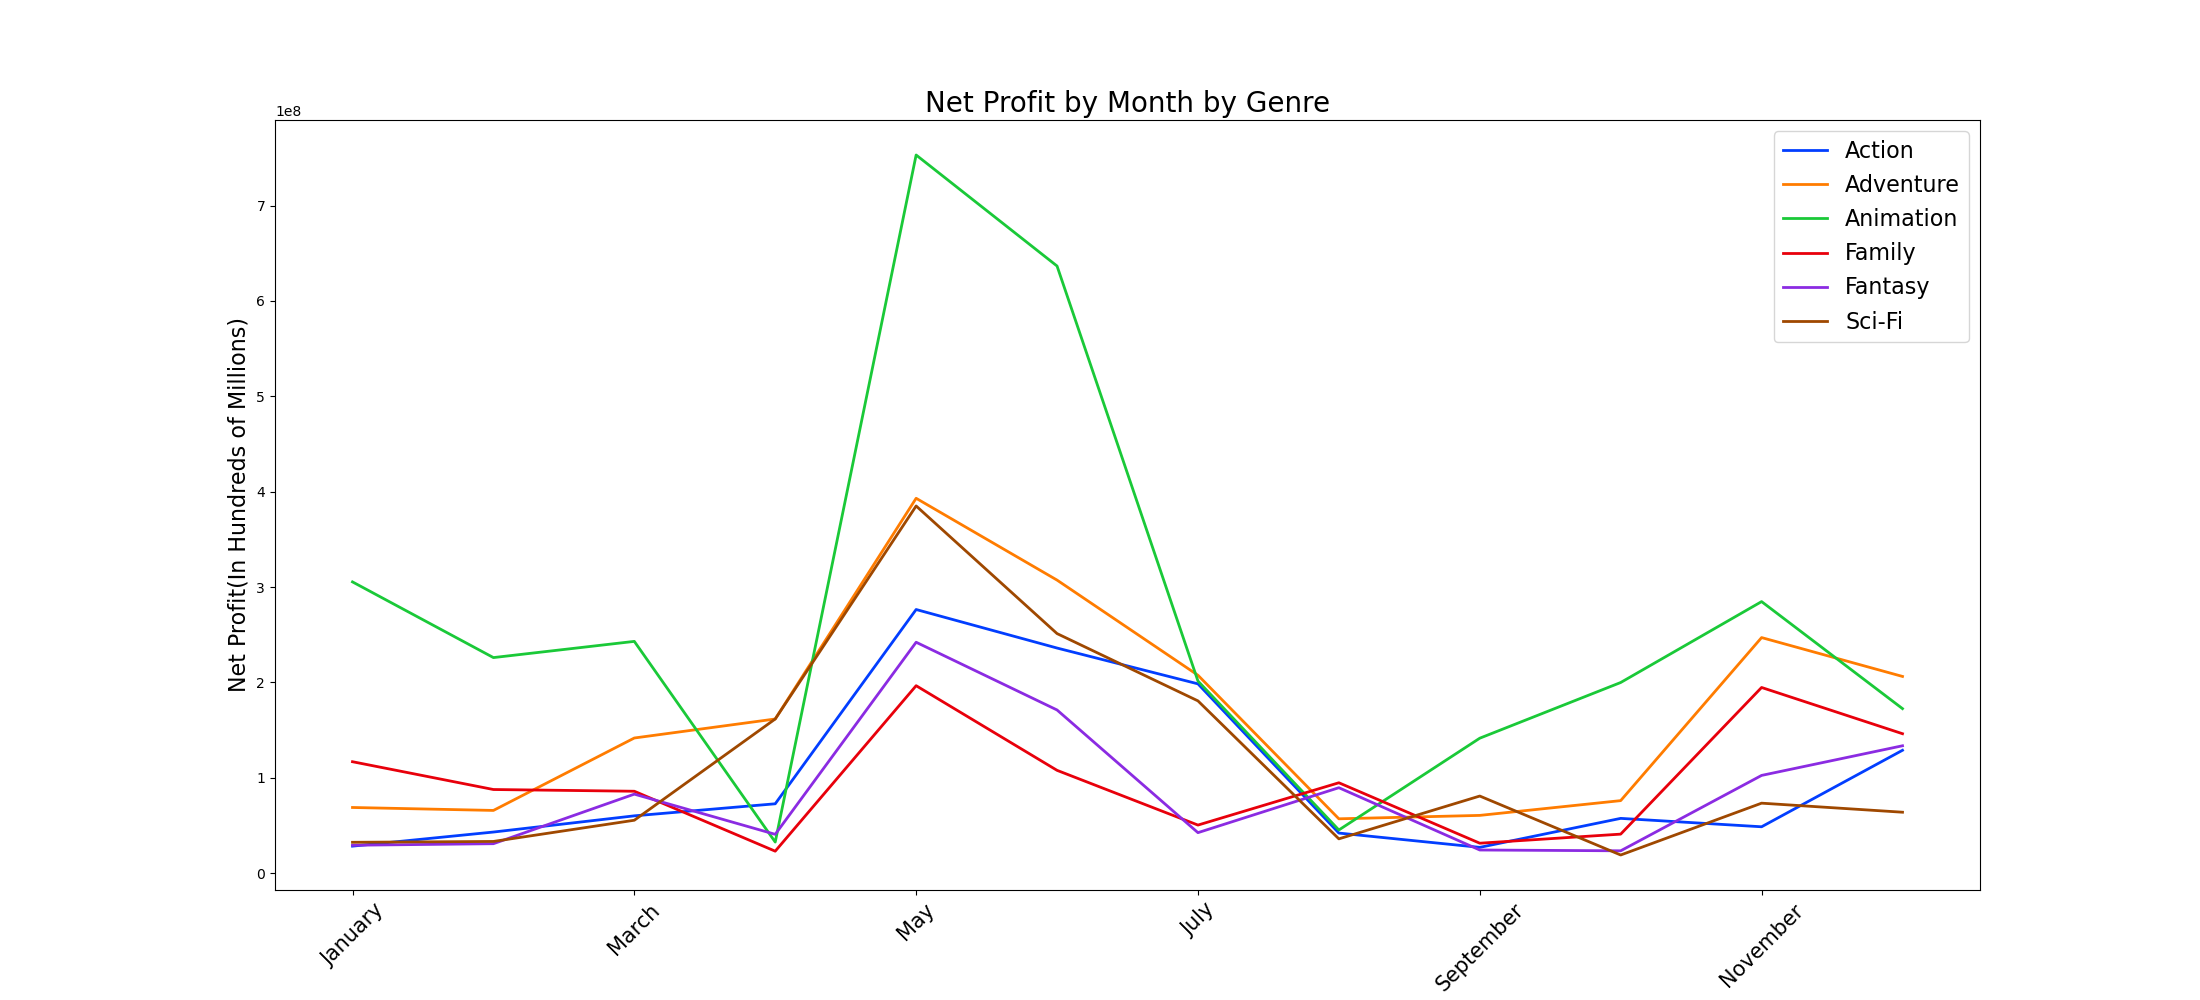 Net Profit by Month by Genre
1e8
Net Profit(In Hundreds of Millions)
7
6
5
4
3
2
1
0
January
March
May
July
September
November
Action
Adventure
Animation
Family
Fantasy
Sci-Fi